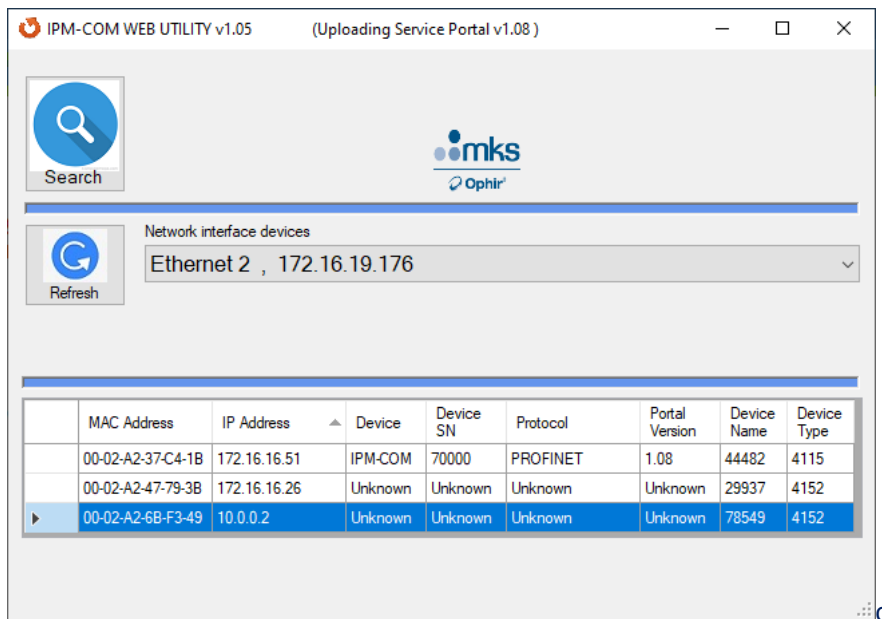 IPM-COM WEB UTILITY v1.05 (Uploading Service Portal v1.08 )
Search
mks
Ophir
Network interface devices
Ethernet 2 , 172.16.19.176
Refresh
MAC Address IP Address Device Device SN Protocol Portal Version Device Name Device Type
00-02-A2-37-C4-1B 172.16.16.51 IPM-COM 70000 PROFINET 1.08 44482 4115
00-02-A2-47-79-3B 172.16.16.26 Unknown Unknown Unknown Unknown 29937 4152
00-02-A2-6B-F3-49 10.0.0.2 Unknown Unknown Unknown Unknown 78549 4152